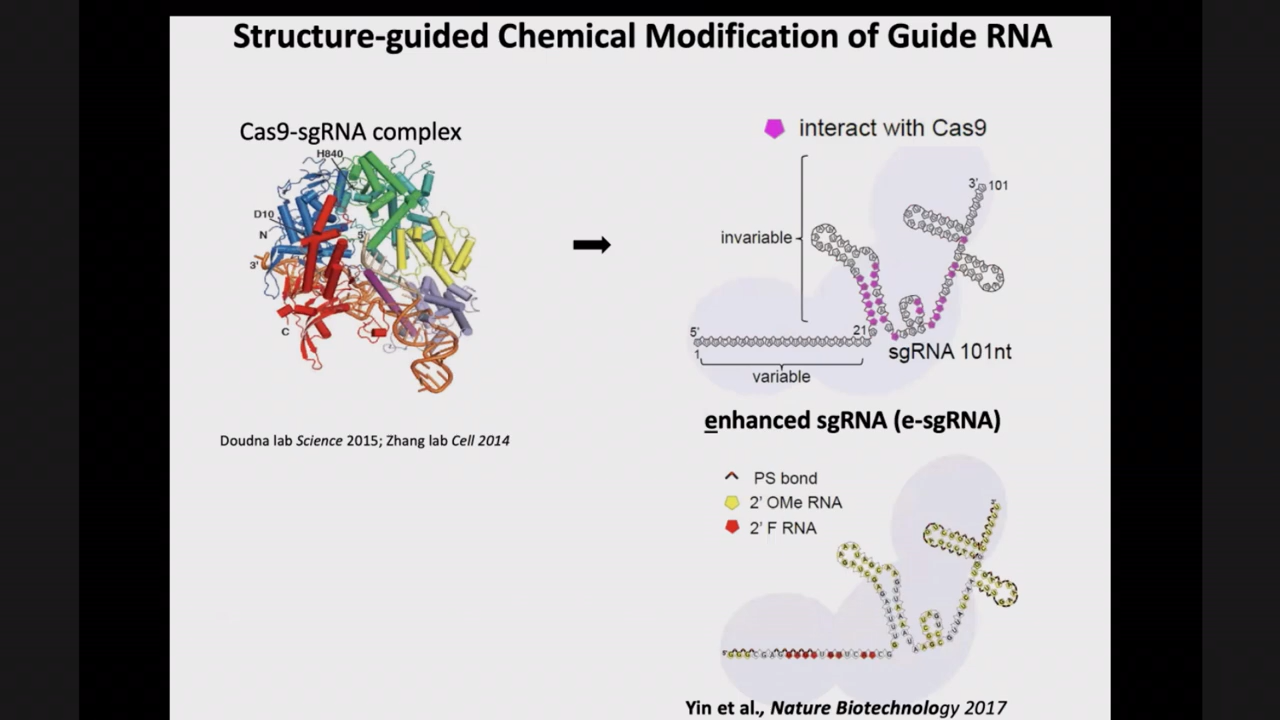 Structure-guided Chemical Modification of Guide RNA
Cas9-sgRNA complex
H840
D10
N
5'
3'
C
Doudna lab Science 2015; Zhang lab Cell 2014
interact with Cas9
3' 101
invariable
5'
21
1
variable
sgRNA 101nt
enhanced sgRNA (e-sgRNA)
PS bond
2' OMe RNA
2' F RNA
Yin et al., Nature Biotechnology 2017